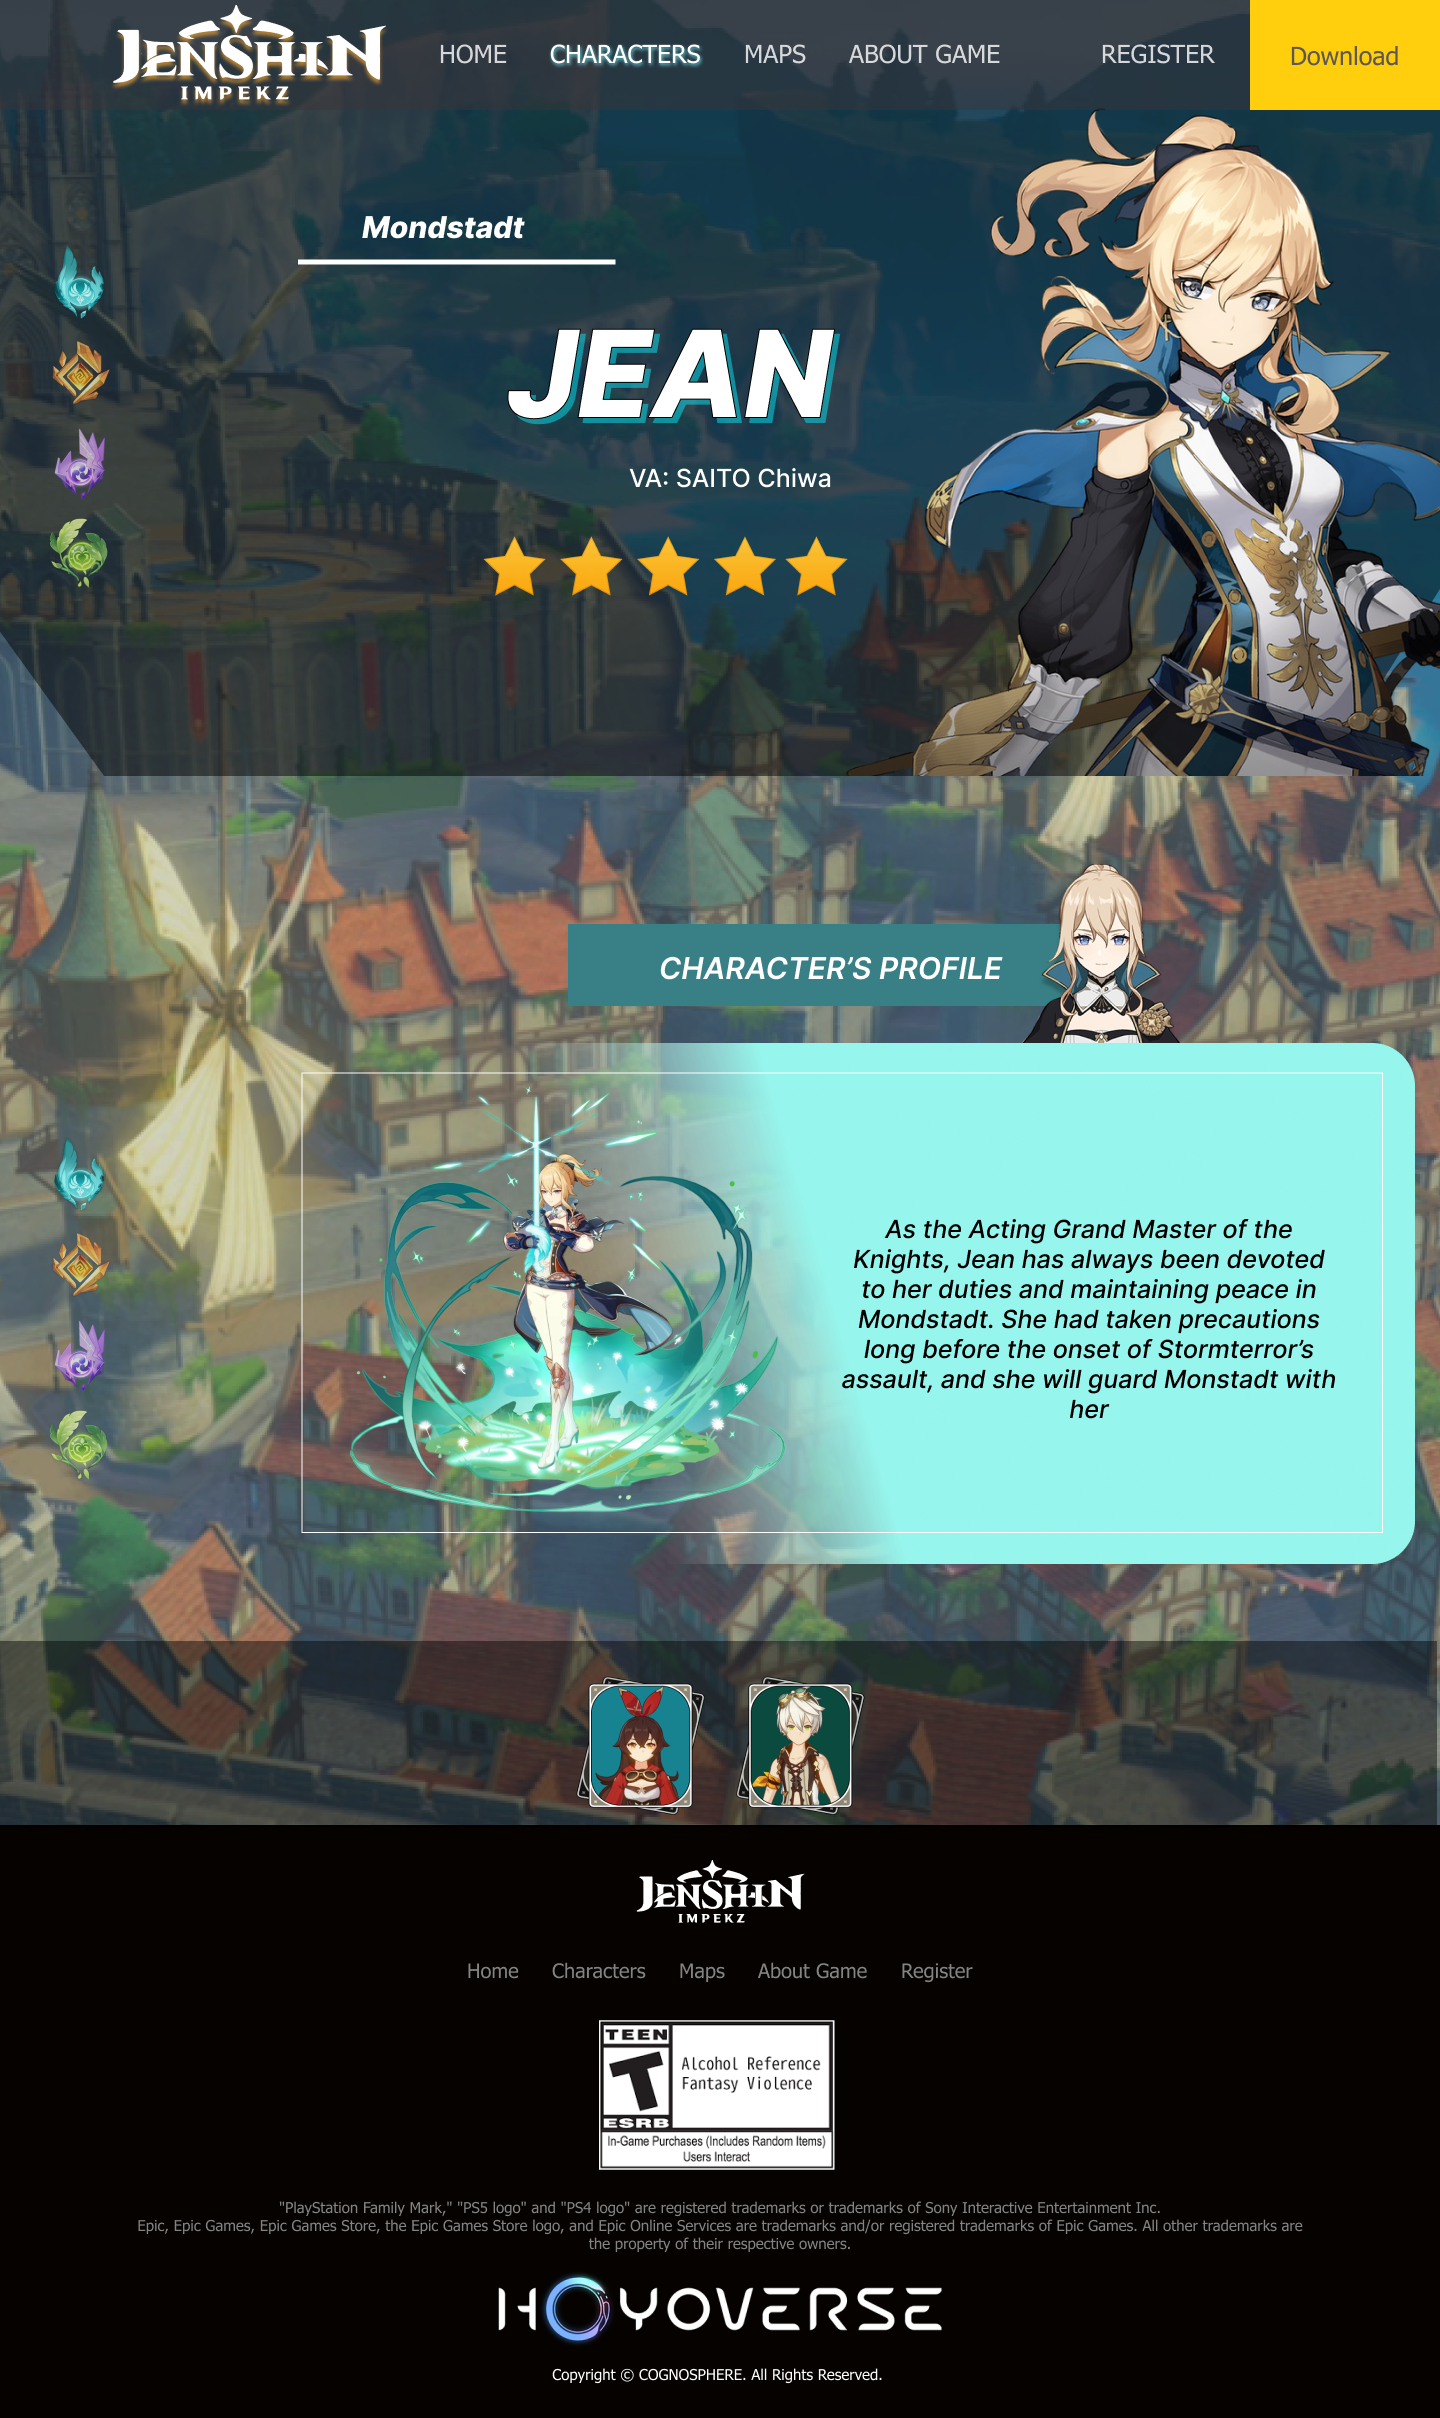 JENSHIN
IMPEKZ
HOME
CHARACTERS
MAPS
ABOUT GAME
REGISTER
Download
Mondstadt
JEAN
VA: SAITO Chiwa
CHARACTER’S PROFILE
As the Acting Grand Master of the
Knights, Jean has always been devoted
to her duties and maintaining peace in
Mondstadt. She had taken precautions
long before the onset of Stormterror’s
assault, and she will guard Monstadt with
her
JENSHIN
IMPEKZ
Home
Characters
Maps
About Game
Register
TEEN
T
ESRB
Alcohol Reference
Fantasy Violence
In-Game Purchases (Includes Random Items)
Users Interact
"PlayStation Family Mark," "PS5 logo" and "PS4 logo" are registered trademarks or trademarks of Sony Interactive Entertainment Inc.
Epic, Epic Games, Epic Games Store, the Epic Games Store logo, and Epic Online Services are trademarks and/or registered trademarks of Epic Games. All other trademarks are
the property of their respective owners.
HOYOVERSE
Copyright © COGNOSPHERE. All Rights Reserved.